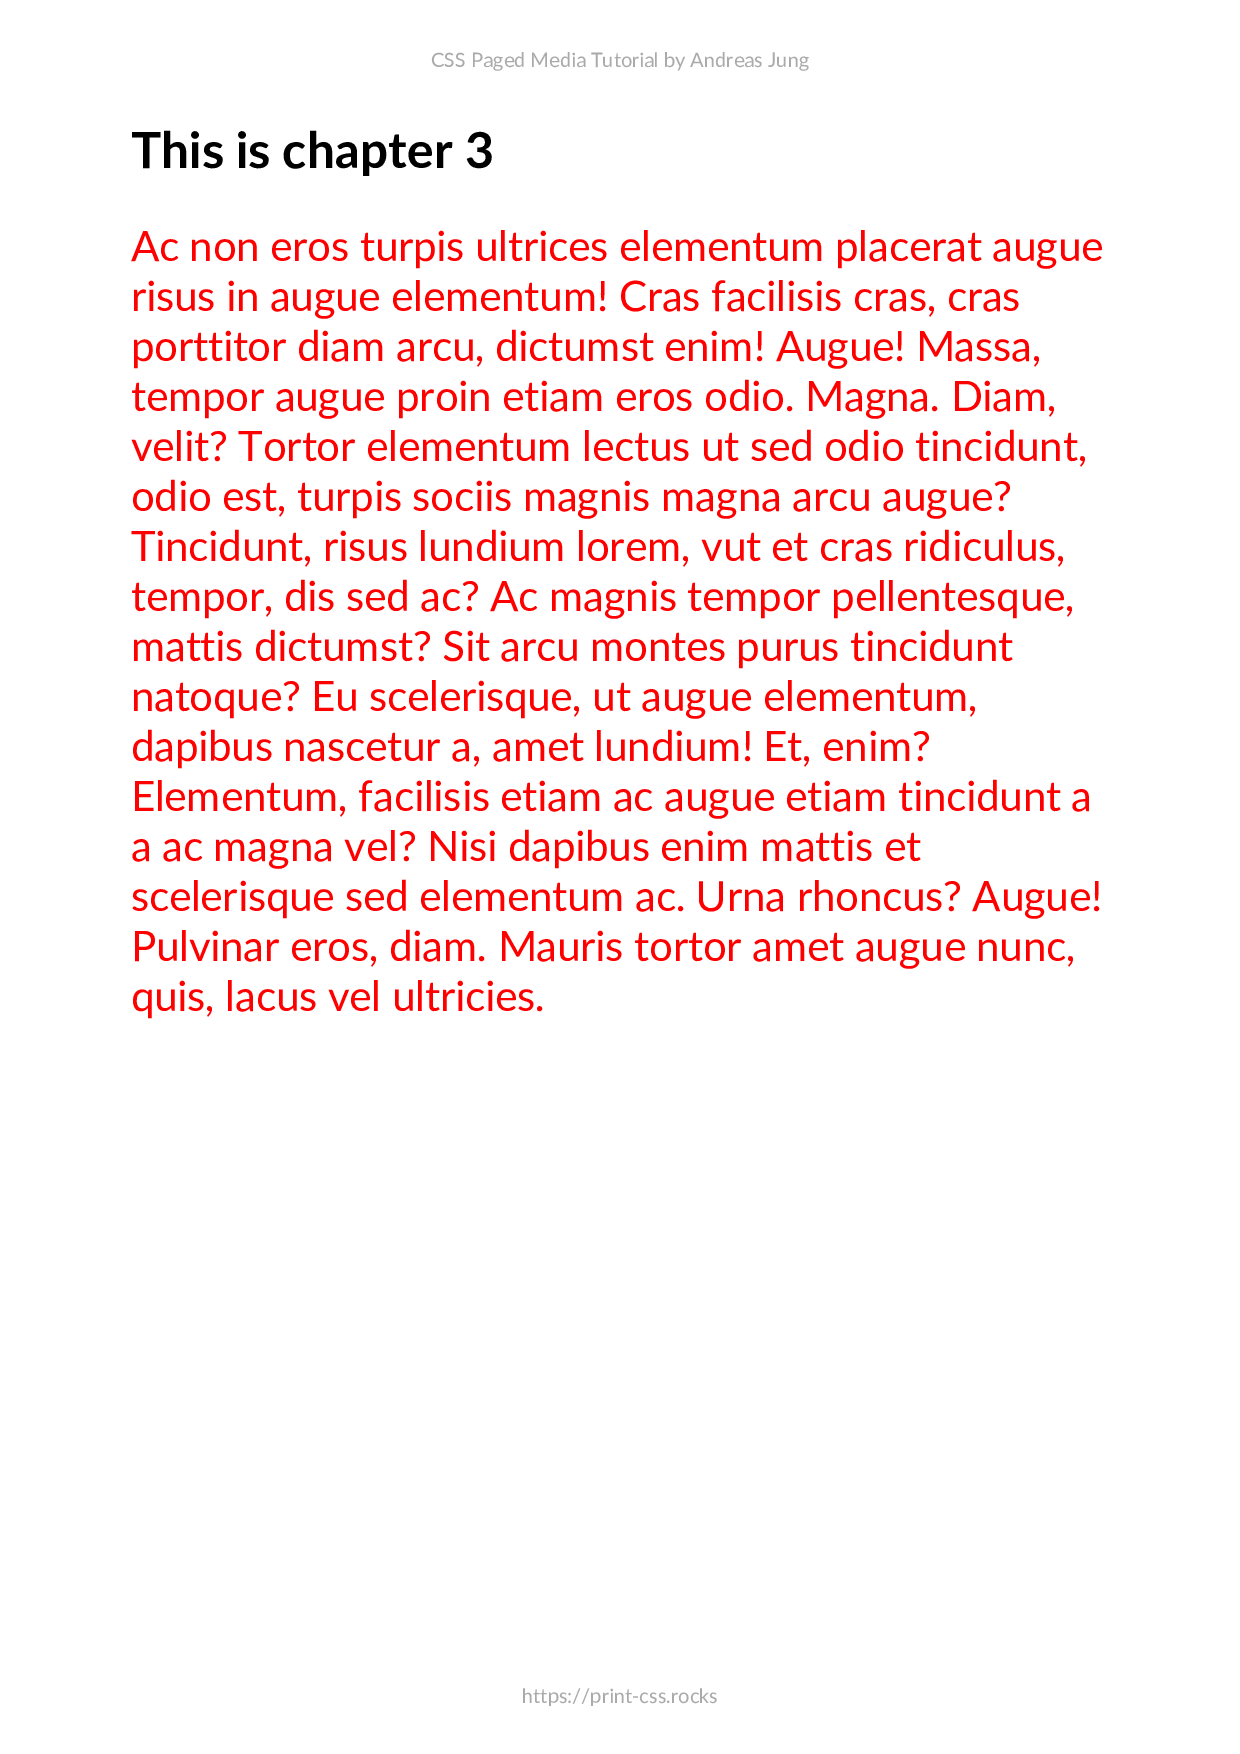 CSS Paged Media Tutorial by Andreas Jung
This is chapter 3
Ac non eros turpis ultrices elementum placerat augue
risus in augue elementum! Cras facilisis cras, cras
porttitor diam arcu, dictumst enim! Augue! Massa,
tempor augue proin etiam eros odio. Magna. Diam,
velit? Tortor elementum lectus ut sed odio tincidunt,
odio est, turpis sociis magnis magna arcu augue?
Tincidunt, risus lundium lorem, vut et cras ridiculus,
tempor, dis sed ac? Ac magnis tempor pellentesque,
mattis dictumst? Sit arcu montes purus tincidunt
natoque? Eu scelerisque, ut augue elementum,
dapibus nascetur a, amet lundium! Et, enim?
Elementum, facilisis etiam ac augue etiam tincidunt a
a ac magna vel? Nisi dapibus enim mattis et
scelerisque sed elementum ac. Urna rhoncus? Augue!
Pulvinar eros, diam. Mauris tortor amet augue nunc,
quis, lacus vel ultricies.
https://print-css.rocks